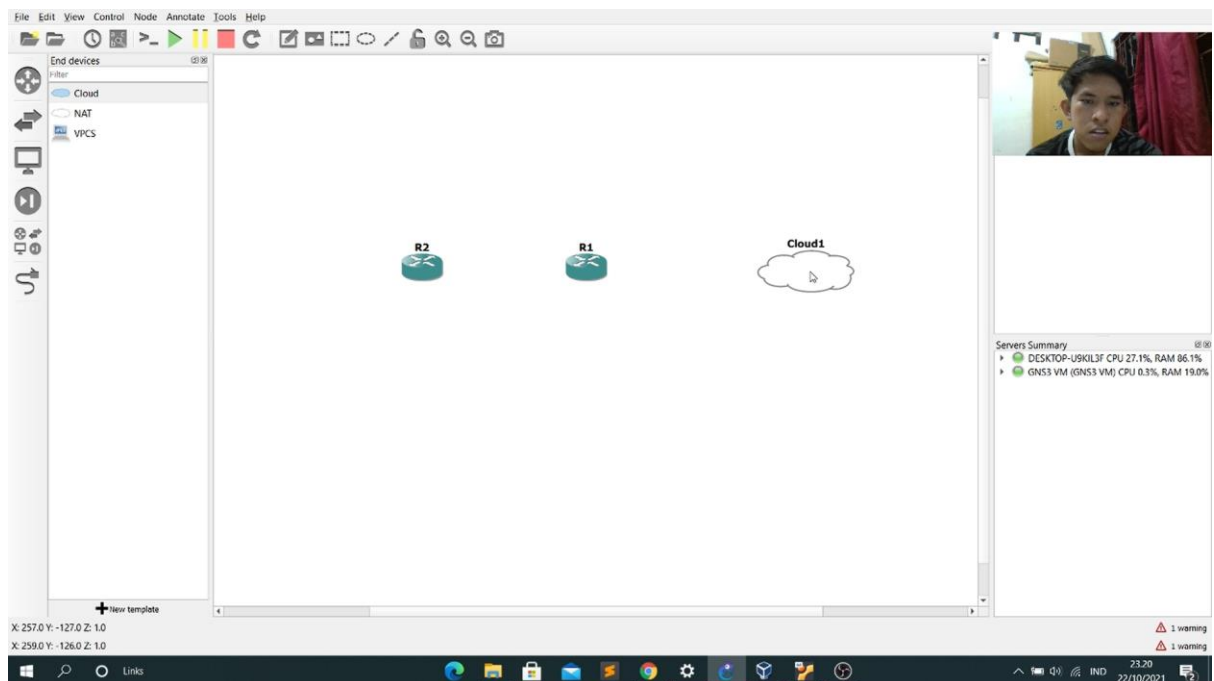 File Edit View Control Node Annotate Tools Help
End devices
Filter
Cloud
NAT
VPCS
R2
R1
Cloud1
Servers Summary
DESKTOP-U9KIL3F CPU 27.1%, RAM 86.1%
GNS3 VM (GNS3 VM) CPU 0.3%, RAM 19.0%
New template
X: 257.0 Y: -127.0 Z: 1.0
1 warning
X: 259.0 Y: -126.0 Z: 1.0
1 warning
Links
IND
23.20
22/10/2021
2